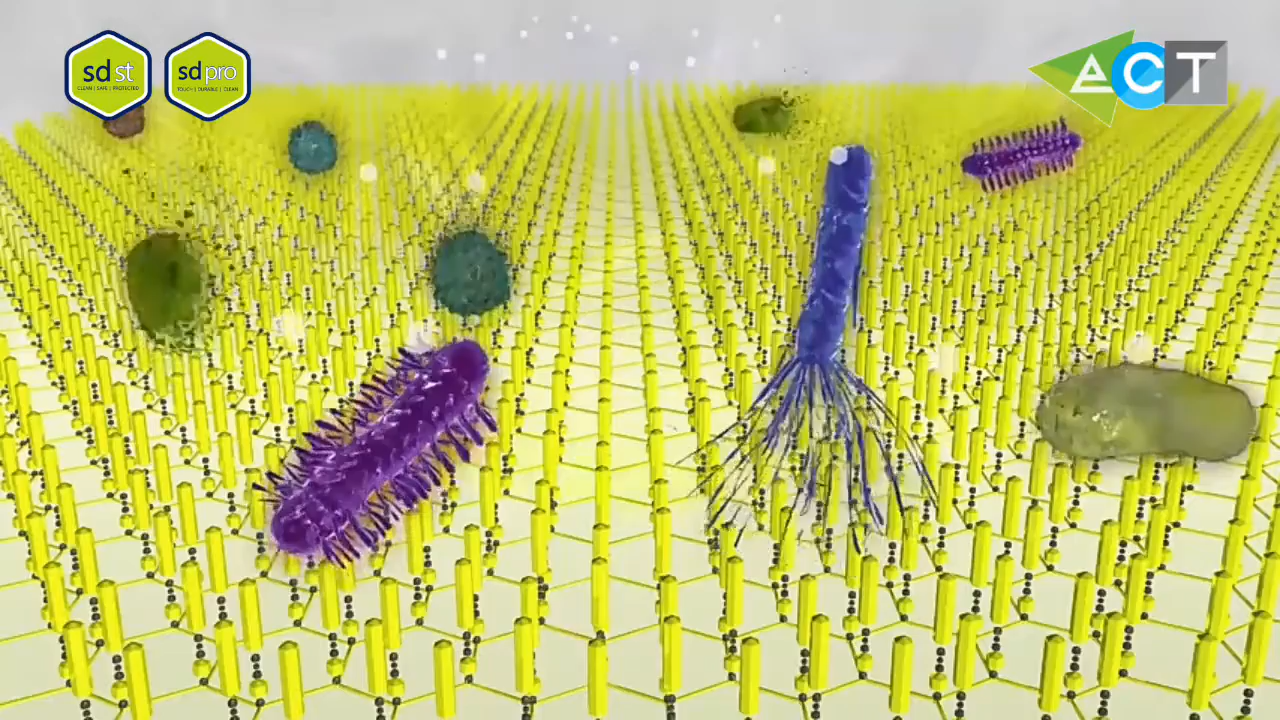 sd st
CLEAN | SAFE | PROTECTED
sd pro
TOUGH | DURABLE | CLEAN
ACT